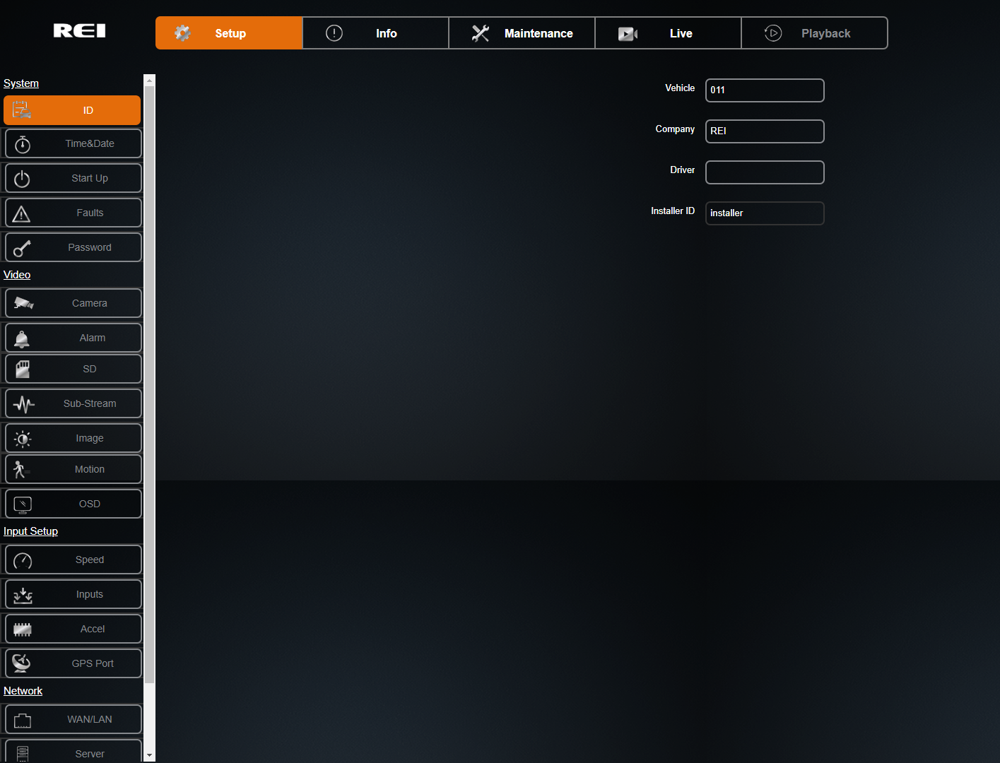 REI
Setup
Info
Maintenance
Live
Playback
System
ID
Time&Date
Start Up
Faults
Password
Video
Camera
Alarm
SD
Sub-Stream
Image
Motion
OSD
Input Setup
Speed
Inputs
Accel
GPS Port
Network
WAN/LAN
Server
Vehicle 011
Company REI
Driver
Installer ID installer